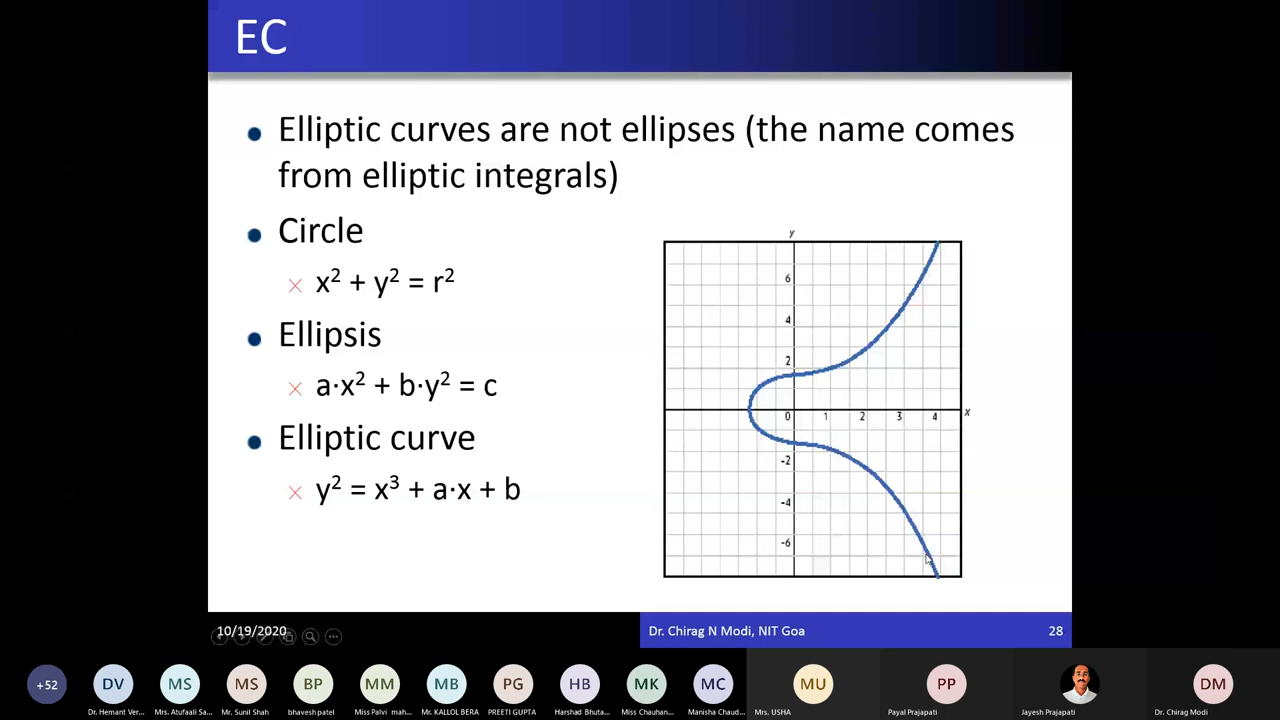 EC
Elliptic curves are not ellipses (the name comes
from elliptic integrals)
Circle
x² + y² = r²
Ellipsis
a·x² + b·y² = c
Elliptic curve
y² = x³ + a·x + b
y
6
4
2
0 1 2 3 4 x
-2
-4
-6
10/19/2020
Dr. Chirag N Modi, NIT Goa
28
+52 DV MS MS BP MM MB PG HB MK MC MU PP DM
Dr. Hemant Ver... Mrs. Atufaali Sa... Mr. Sunil Shah bhavesh patel Miss Palvi mah... Mr. KALLOL BERA PREETI GUPTA Harshad Bhuta... Miss Chauhan... Manisha Chaud... Mrs. USHA Payal Prajapati Jayesh Prajapati Dr. Chirag Modi